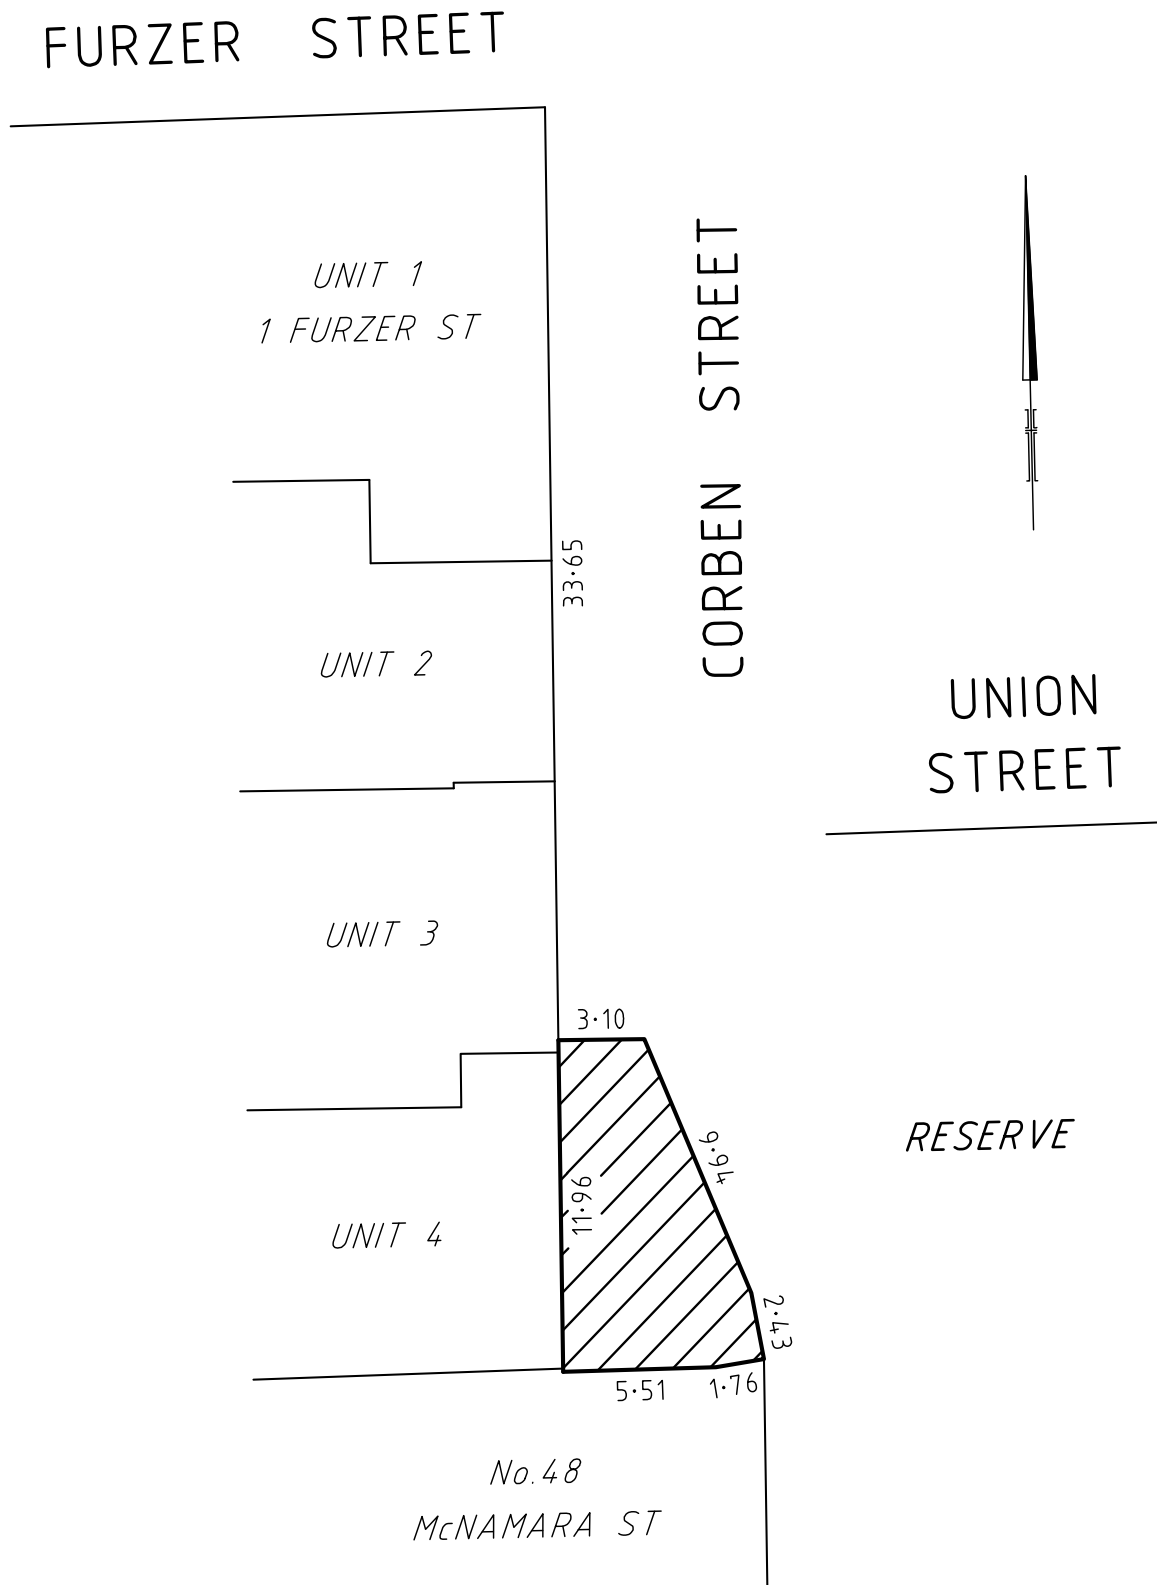 FURZER STREET
UNIT 1
1 FURZER ST
CORBEN STREET
33·65
UNIT 2
UNION
STREET
UNIT 3
3·10
9·94
RESERVE
11·96
UNIT 4
2·43
5·51
1·76
No.48
McNAMARA ST